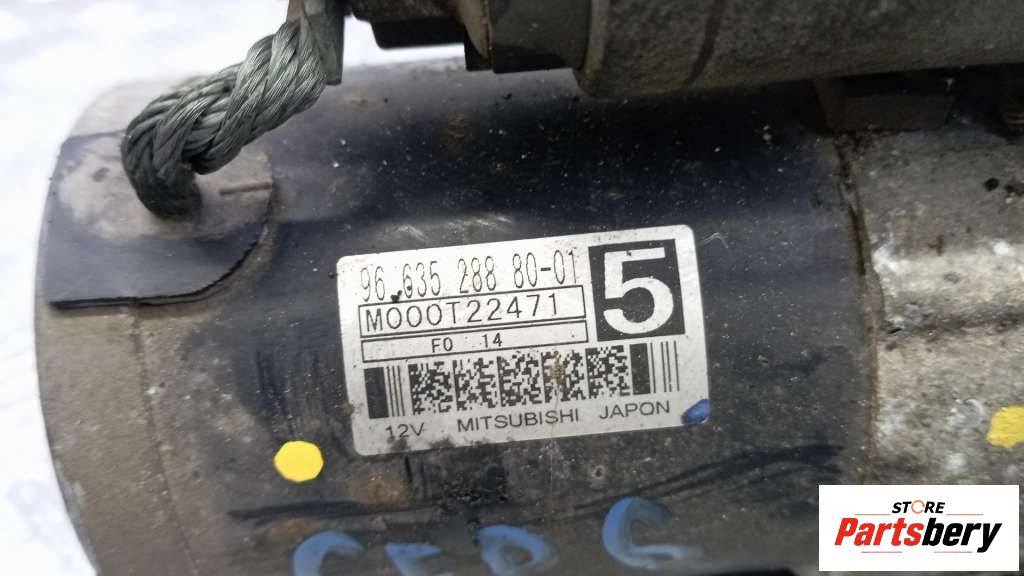 96 635 288 80-01
5
M000T22471
F0 14
12V MITSUBISHI JAPON
STORE
Partsbery